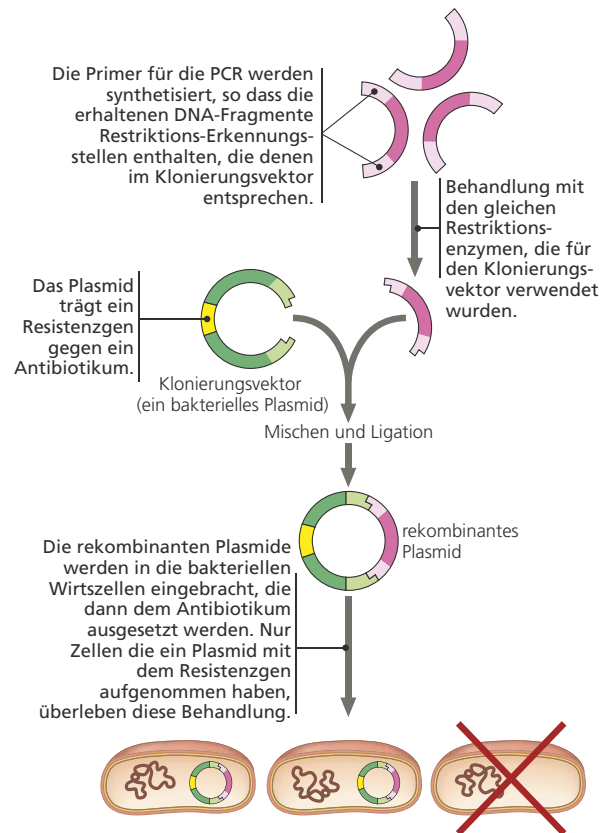 Die Primer für die PCR werden
synthetisiert, so dass die
erhaltenen DNA-Fragmente
Restriktions-Erkennungs-
stellen enthalten, die denen
im Klonierungsvektor
entsprechen.
Behandlung mit
den gleichen
Restriktions-
enzymen, die für
den Klonierungs-
vektor verwendet
wurden.
Das Plasmid
trägt ein
Resistenzgen
gegen ein
Antibiotikum.
Klonierungsvektor
(ein bakterielles Plasmid)
Mischen und Ligation
rekombinantes
Plasmid
Die rekombinanten Plasmide
werden in die bakteriellen
Wirtszellen eingebracht, die
dann dem Antibiotikum
ausgesetzt werden. Nur
Zellen die ein Plasmid mit
dem Resistenzgen
aufgenommen haben,
überleben diese Behandlung.